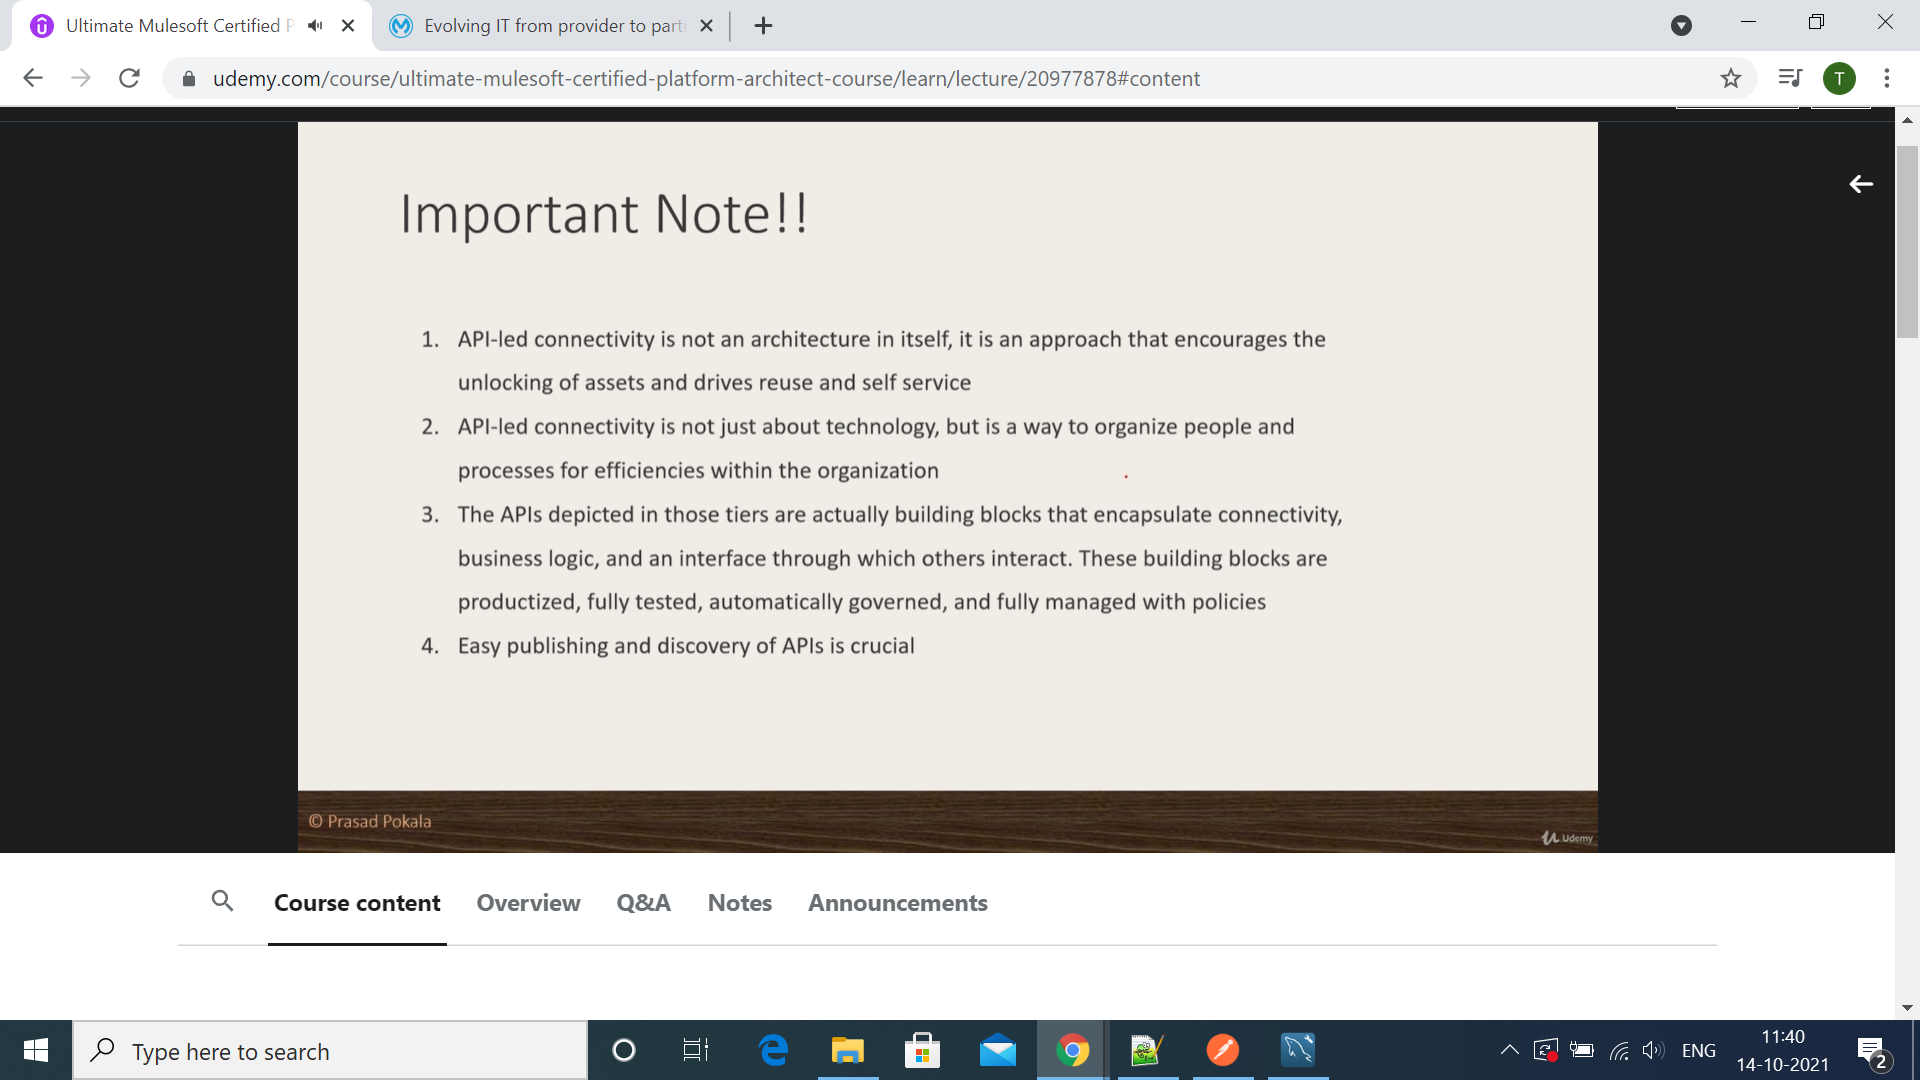 Ultimate Mulesoft Certified P
Evolving IT from provider to part
udemy.com/course/ultimate-mulesoft-certified-platform-architect-course/learn/lecture/20977878#content
T
Important Note!!
1. API-led connectivity is not an architecture in itself, it is an approach that encourages the
unlocking of assets and drives reuse and self service
2. API-led connectivity is not just about technology, but is a way to organize people and
processes for efficiencies within the organization
3. The APIs depicted in those tiers are actually building blocks that encapsulate connectivity,
business logic, and an interface through which others interact. These building blocks are
productized, fully tested, automatically governed, and fully managed with policies
4. Easy publishing and discovery of APIs is crucial
© Prasad Pokala
Udemy
Course content Overview Q&A Notes Announcements
Type here to search
ENG
11:40
14-10-2021
2